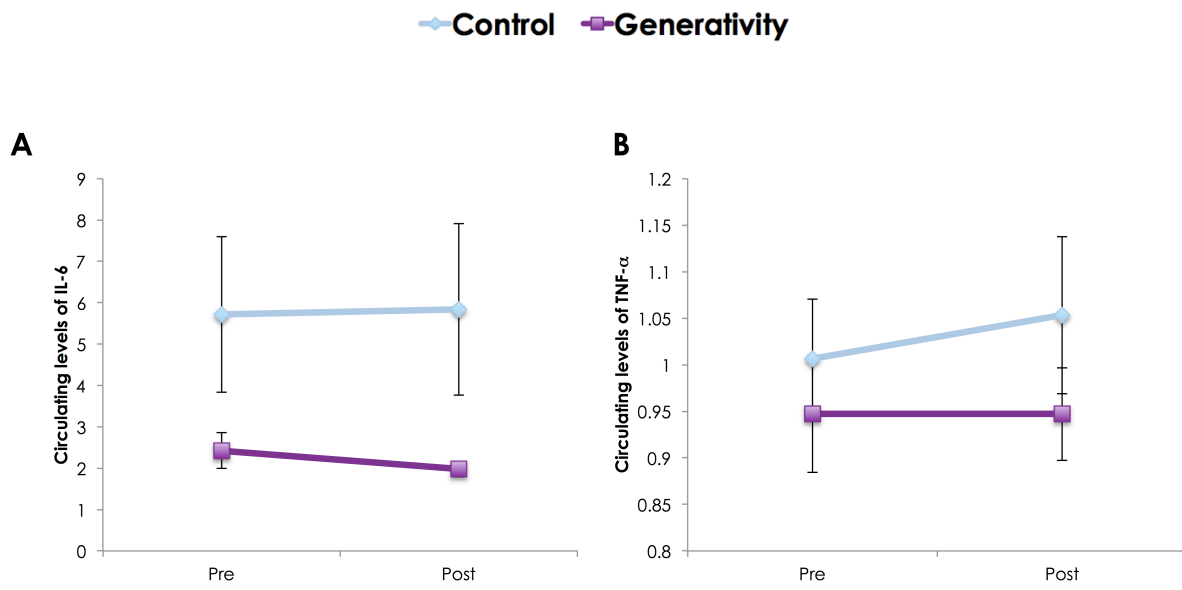 Control Generativity
A
B
Circulating levels of IL-6
9
8
7
6
5
4
3
2
1
0
Pre Post
Circulating levels of TNF-α
1.2
1.15
1.1
1.05
1
0.95
0.9
0.85
0.8
Pre Post